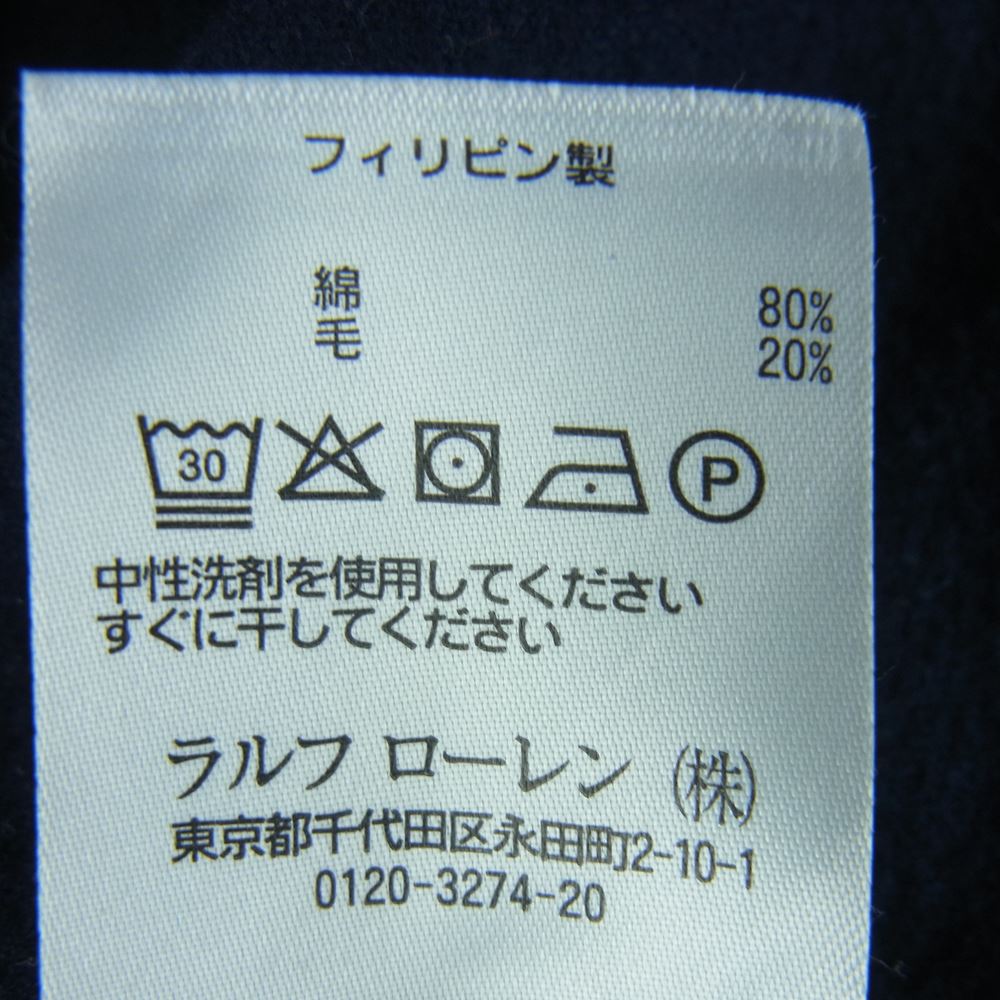 フィリピン製
綿 80%
毛 20%
30 P
中性洗剤を使用してください
すぐに干してください
ラルフ ローレン (株)
東京都千代田区永田町2-10-1
0120-3274-20